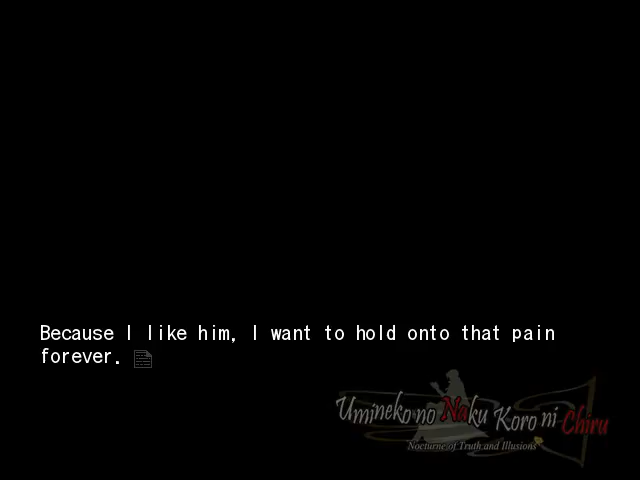 Because I like him, I want to hold onto that pain
forever.
Umineko no Naku Koro ni Chiru
Nocturne of Truth and Illusions